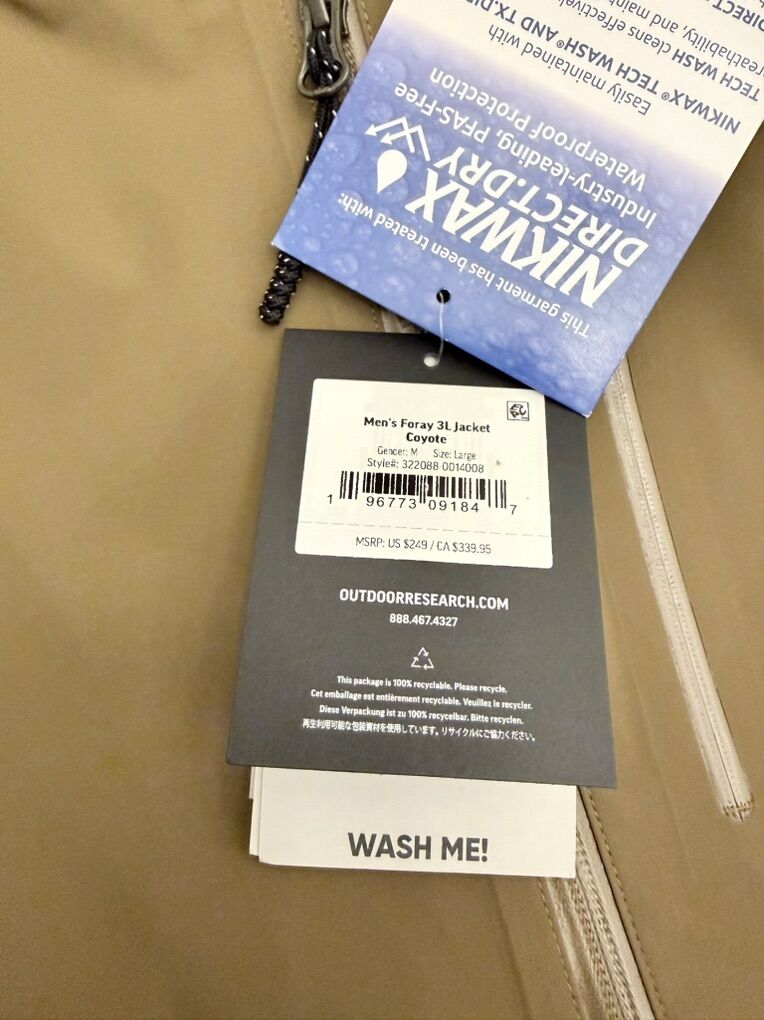 This garment has been treated with:
NIKWAX
DIRECT.DRY
Industry-leading, PFAS-Free
Waterproof Protection
Easily maintained with
NIKWAX® TECH WASH® AND TX.DIRECT
TECH WASH cleans effectively
breathability, and
Men's Foray 3L Jacket
Coyote
Gender: M Size: Large
Style#: 322088 0014008
1 96773 09184 7
MSRP: US $249 / CA $339.95
OUTDOORRESEARCH.COM
888.467.4327
This package is 100% recyclable. Please recycle.
Cet emballage est entièrement recyclable. Veuillez le recycler.
Diese Verpackung ist zu 100% recycelbar. Bitte recyclen.
再生利用可能な包装資材を使用しています。リサイクルにご協力ください。
WASH ME!